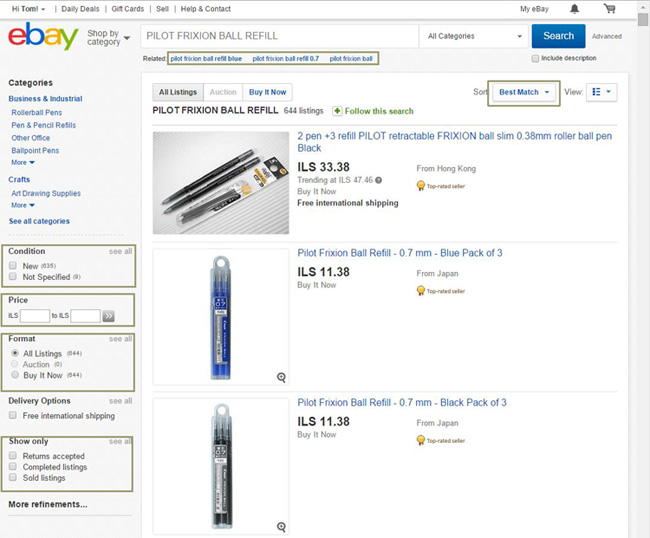 Hi Tom! | Daily Deals | Gift Cards | Sell | Help & Contact My eBay
ebay Shop by category PILOT FRIXION BALL REFILL All Categories Search Advanced
Related: pilot frixion ball refill blue pilot frixion ball refill 0.7 pilot frixion ball Include description
Categories
Business & Industrial
Rollerball Pens
Pen & Pencil Refills
Other Office
Ballpoint Pens
More
Crafts
Art Drawing Supplies
More
See all categories
Condition see all
New (635)
Not Specified (9)
Price
ILS to ILS
Format see all
All Listings (644)
Auction (0)
Buy It Now (644)
Delivery Options see all
Free international shipping
Show only see all
Returns accepted
Completed listings
Sold listings
More refinements...
All Listings Auction Buy It Now Sort Best Match View:
PILOT FRIXION BALL REFILL 644 listings Follow this search
2 pen +3 refill PILOT retractable FRIXION ball slim 0.38mm roller ball pen
Black
ILS 33.38 From Hong Kong
Trending at ILS 47.46
Top-rated seller
Buy It Now
Free international shipping
Pilot Frixion Ball Refill - 0.7 mm - Blue Pack of 3
ILS 11.38 From Japan
Buy It Now
Top-rated seller
Pilot Frixion Ball Refill - 0.7 mm - Black Pack of 3
ILS 11.38 From Japan
Buy It Now
Top-rated seller